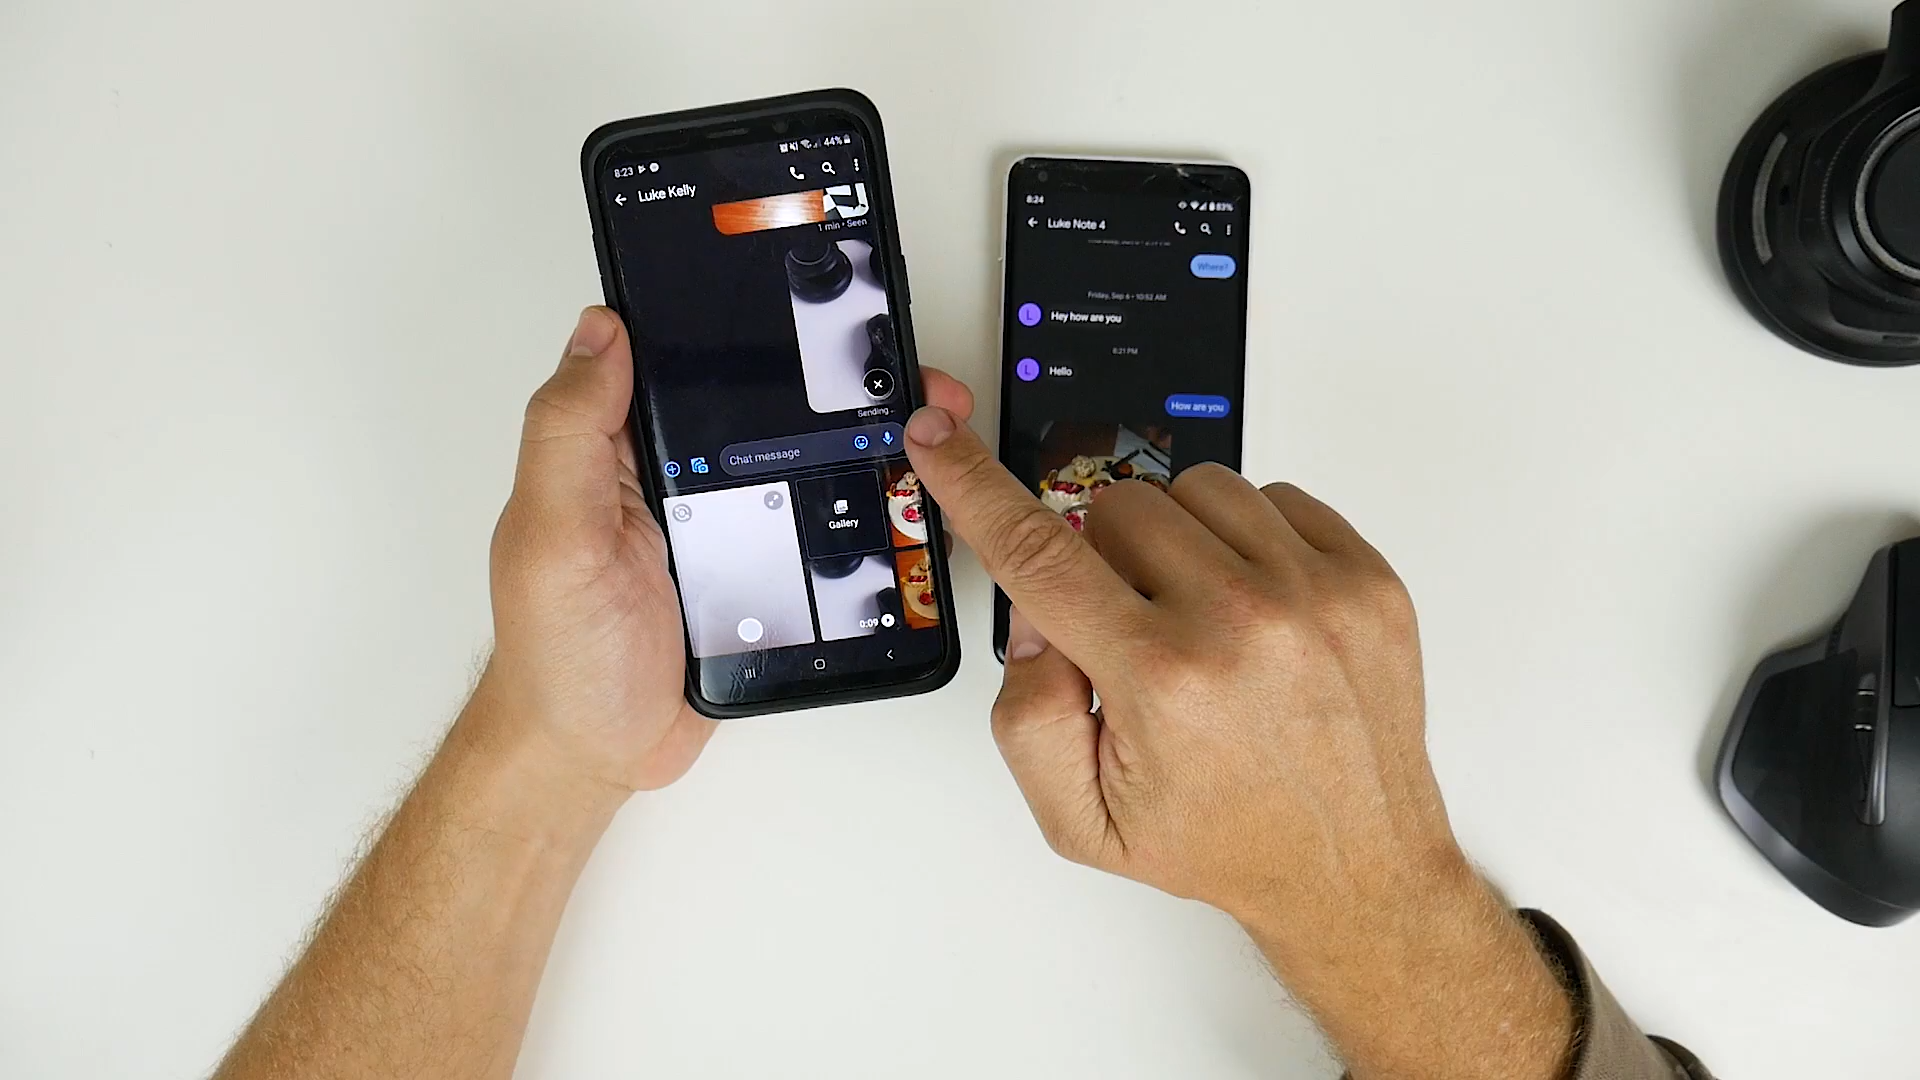 8:23
44%
Luke Kelly
1 min • Seen
Sending...
Chat message
Gallery
0:09
8:24
83%
Luke Note 4
Where?
Friday, Sep 6 • 10:52 AM
L
Hey how are you
8:21 PM
L
Hello
How are you